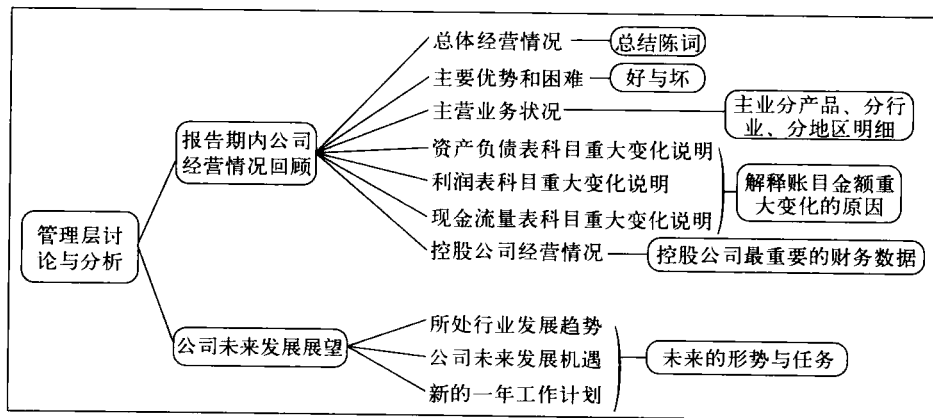 管理层讨
论与分析
报告期内公司
经营情况回顾
总体经营情况
总结陈词
主要优势和困难
好与坏
主营业务状况
主业分产品、分行
业、分地区明细
资产负债表科目重大变化说明
利润表科目重大变化说明
现金流量表科目重大变化说明
解释账目金额重
大变化的原因
控股公司经营情况
控股公司最重要的财务数据
公司未来发展展望
所处行业发展趋势
公司未来发展机遇
新的一年工作计划
未来的形势与任务